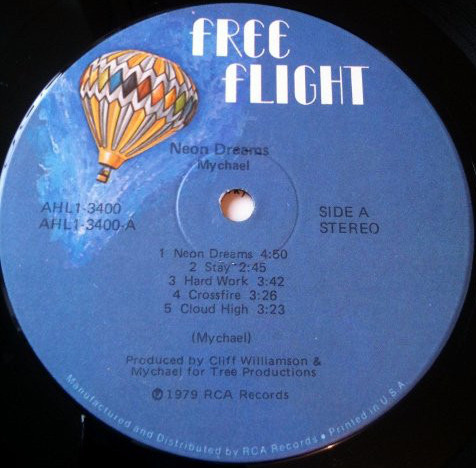 FREE
FLIGHT
Neon Dreams
Mychael
AHL1-3400
AHL1-3400-A
SIDE A
STEREO
1 Neon Dreams 4:50
2 Stay 2:45
3 Hard Work 3:42
4 Crossfire 3:26
5 Cloud High 3:23
(Mychael)
Produced by Cliff Williamson &
Mychael for Tree Productions
℗ 1979 RCA Records
Manufactured and Distributed by RCA Records • Printed in U.S.A.